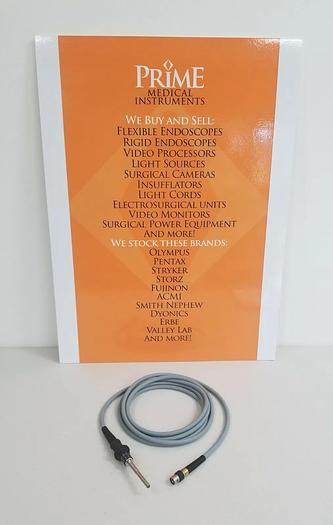 PRIME
MEDICAL
INSTRUMENTS
WE BUY AND SELL:
FLEXIBLE ENDOSCOPES
RIGID ENDOSCOPES
VIDEO PROCESSORS
LIGHT SOURCES
SURGICAL CAMERAS
INSUFFLATORS
LIGHT CORDS
ELECTROSURGICAL UNITS
VIDEO MONITORS
SURGICAL POWER EQUIPMENT
AND MORE!
WE STOCK THESE BRANDS:
OLYMPUS
PENTAX
STRYKER
STORZ
FUJINON
ACMI
SMITH NEPHEW
DYONICS
ERBE
VALLEY LAB
AND MORE!